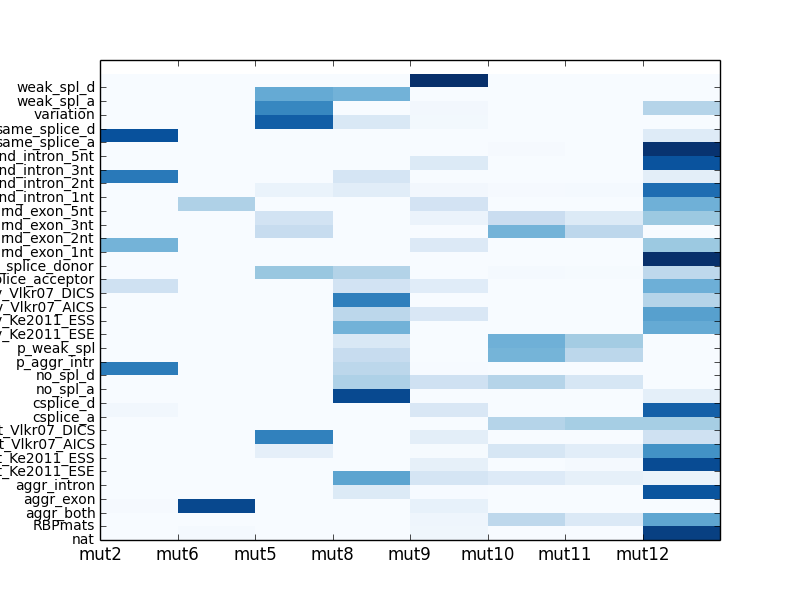 weak_spl_d
weak_spl_a
variation
same_splice_d
same_splice_a
nd_intron_5nt
nd_intron_3nt
nd_intron_2nt
nd_intron_1nt
rnd_exon_5nt
rnd_exon_3nt
rnd_exon_2nt
rnd_exon_1nt
splice_donor
plice_acceptor
_Vlkr07_DICS
_Vlkr07_AICS
_Ke2011_ESS
_Ke2011_ESE
p_weak_spl
p_aggr_intr
no_spl_d
no_spl_a
csplice_d
csplice_a
t_Vlkr07_DICS
t_Vlkr07_AICS
t_Ke2011_ESS
t_Ke2011_ESE
aggr_intron
aggr_exon
aggr_both
RBPmats
nat
mut2 mut6 mut5 mut8 mut9 mut10 mut11 mut12